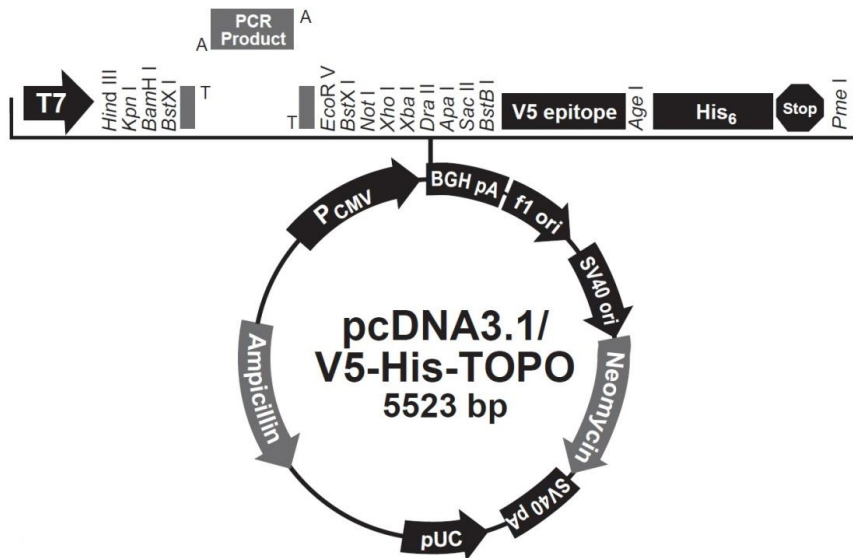 PCR
Product
A
A
T7
Hind III
Kpn I
BamH I
BstX I
T
T
EcoR V
BstX I
Not I
Xho I
Xba I
Dra II
Apa I
Sac II
BstB I
V5 epitope
Age I
His6
Stop
Pme I
PCMV
BGH pA
f1 ori
SV40 ori
Neomycin
SV40 pA
pUC
Ampicillin
pcDNA3.1/
V5-His-TOPO
5523 bp